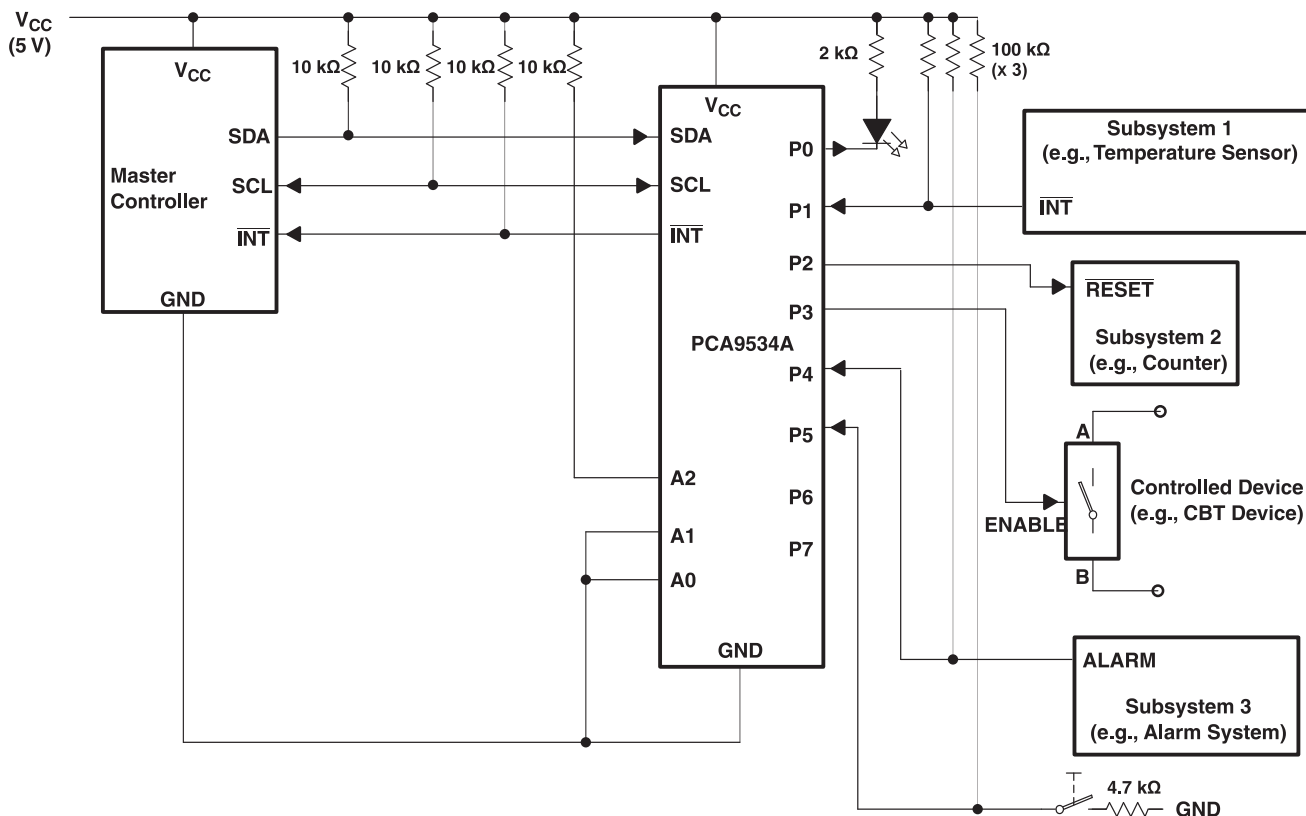 VCC
(5 V)
VCC
10 kΩ
10 kΩ
10 kΩ
10 kΩ
2 kΩ
100 kΩ
(x 3)
Master
Controller
SDA
SCL
INT
GND
VCC
SDA
SCL
INT
PCA9534A
A2
A1
A0
GND
P0
P1
P2
P3
P4
P5
P6
P7
Subsystem 1
(e.g., Temperature Sensor)
INT
RESET
Subsystem 2
(e.g., Counter)
A
ENABLE
B
Controlled Device
(e.g., CBT Device)
ALARM
Subsystem 3
(e.g., Alarm System)
4.7 kΩ
GND